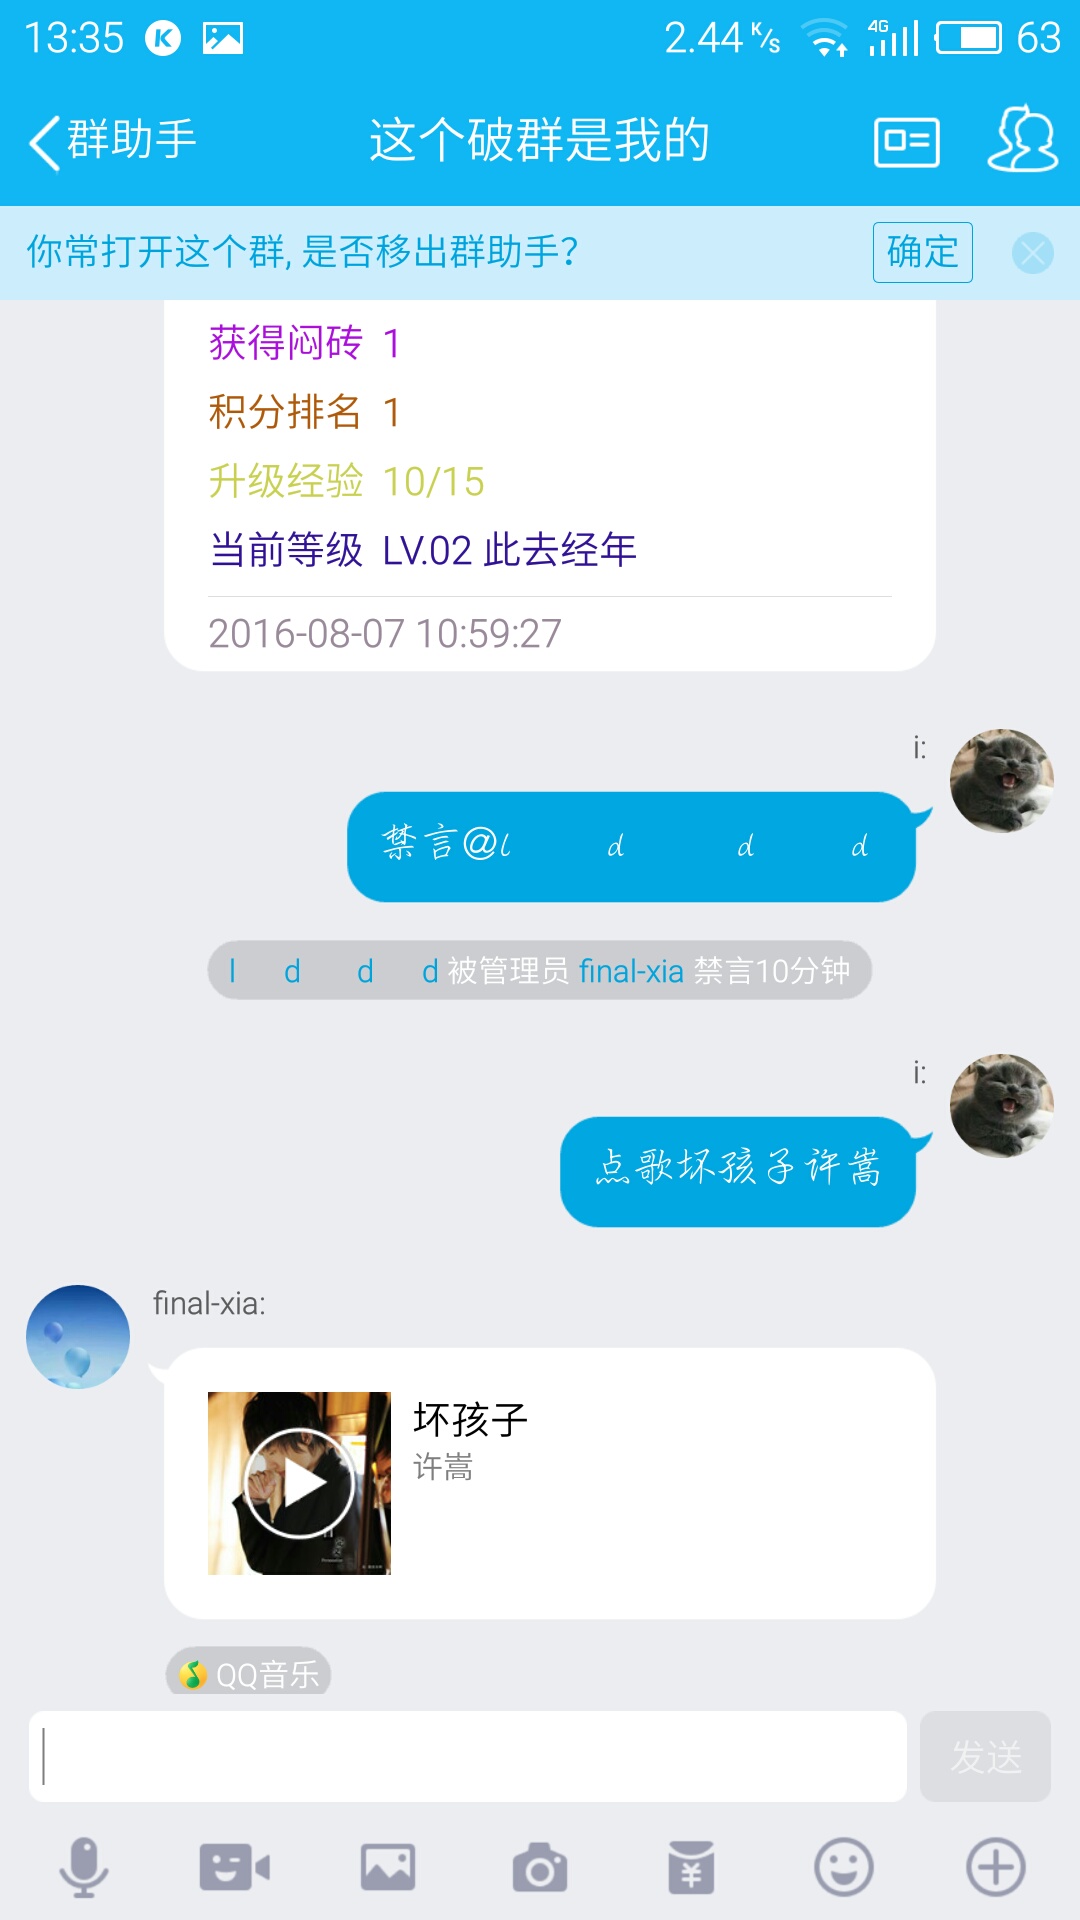 13:35 2.44 K/s 4G 63
群助手 这个破群是我的
你常打开这个群, 是否移出群助手? 确定
获得闷砖 1
积分排名 1
升级经验 10/15
当前等级 LV.02 此去经年
2016-08-07 10:59:27
i:
禁言@l d d d
l d d d 被管理员 final-xia 禁言10分钟
i:
点歌坏孩子许嵩
final-xia:
坏孩子
许嵩
QQ音乐
发送